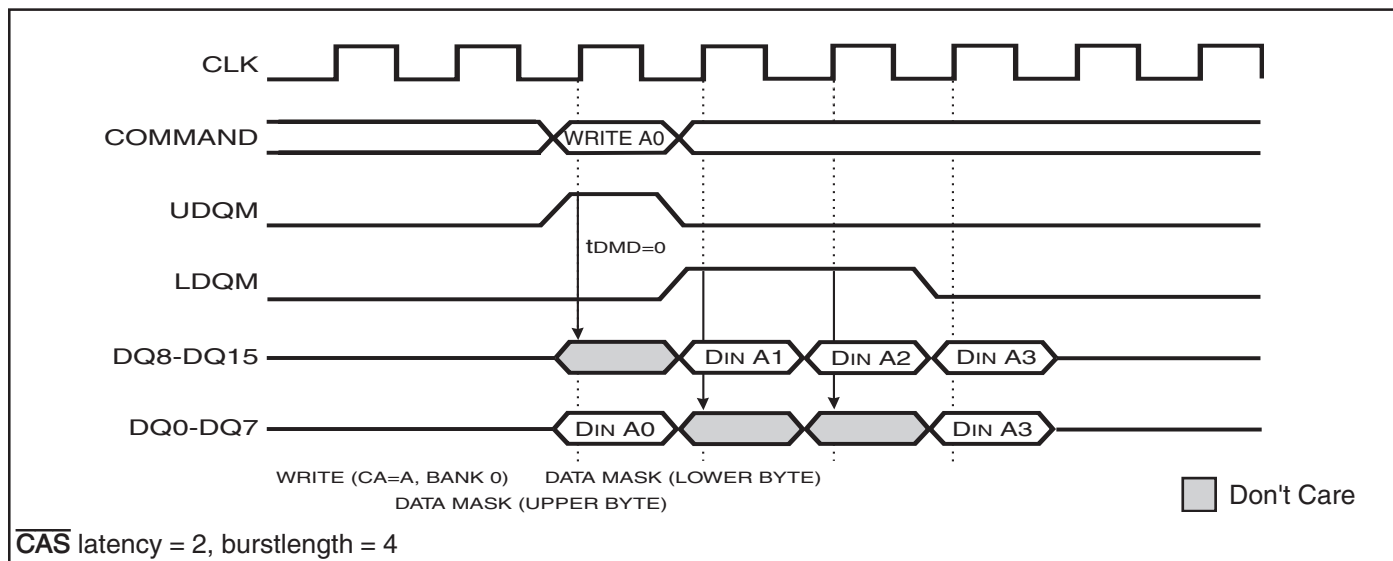 CLK
COMMAND WRITE A0
UDQM
tDMD=0
LDQM
DQ8-DQ15 DIN A1 DIN A2 DIN A3
DQ0-DQ7 DIN A0 DIN A3
WRITE (CA=A, BANK 0) DATA MASK (LOWER BYTE)
DATA MASK (UPPER BYTE)
Don't Care
CAS latency = 2, burstlength = 4